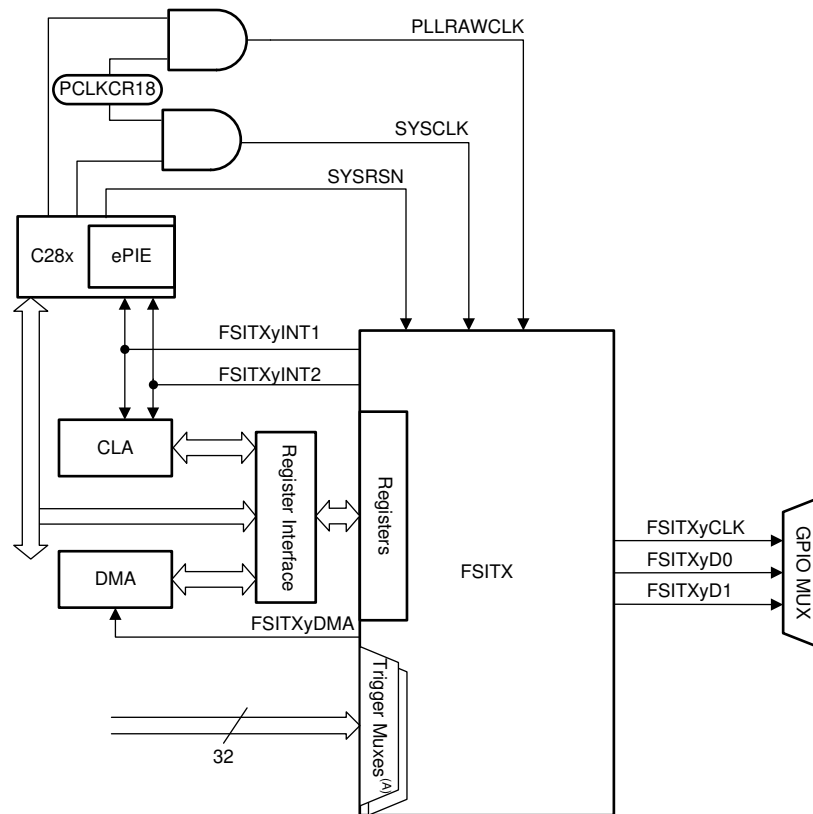 PLLRAWCLK
PCLKCR18
SYSCLK
SYSRSN
C28x
ePIE
FSITXyINT1
FSITXyINT2
CLA
Register Interface
Registers
FSITX
FSITXyCLK
FSITXyD0
FSITXyD1
GPIO MUX
DMA
FSITXyDMA
Trigger Muxes(A)
32